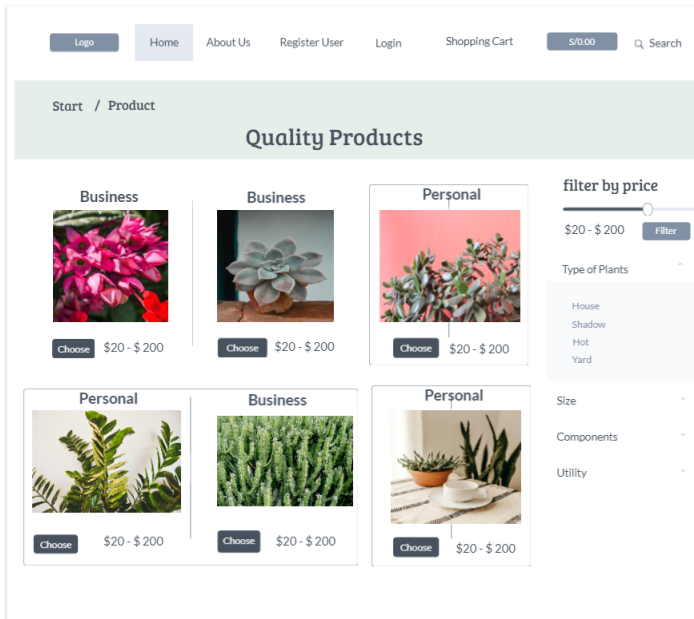 Logo Home About Us Register User Login Shopping Cart S/0.00 Search
Start / Product
Quality Products
Business Business Personal
Choose $20 - $ 200 Choose $20 - $ 200 Choose $20 - $ 200
Personal Business Personal
Choose $20 - $ 200 Choose $20 - $ 200 Choose $20 - $ 200
filter by price
$20 - $ 200 Filter
Type of Plants
House
Shadow
Hot
Yard
Size
Components
Utility